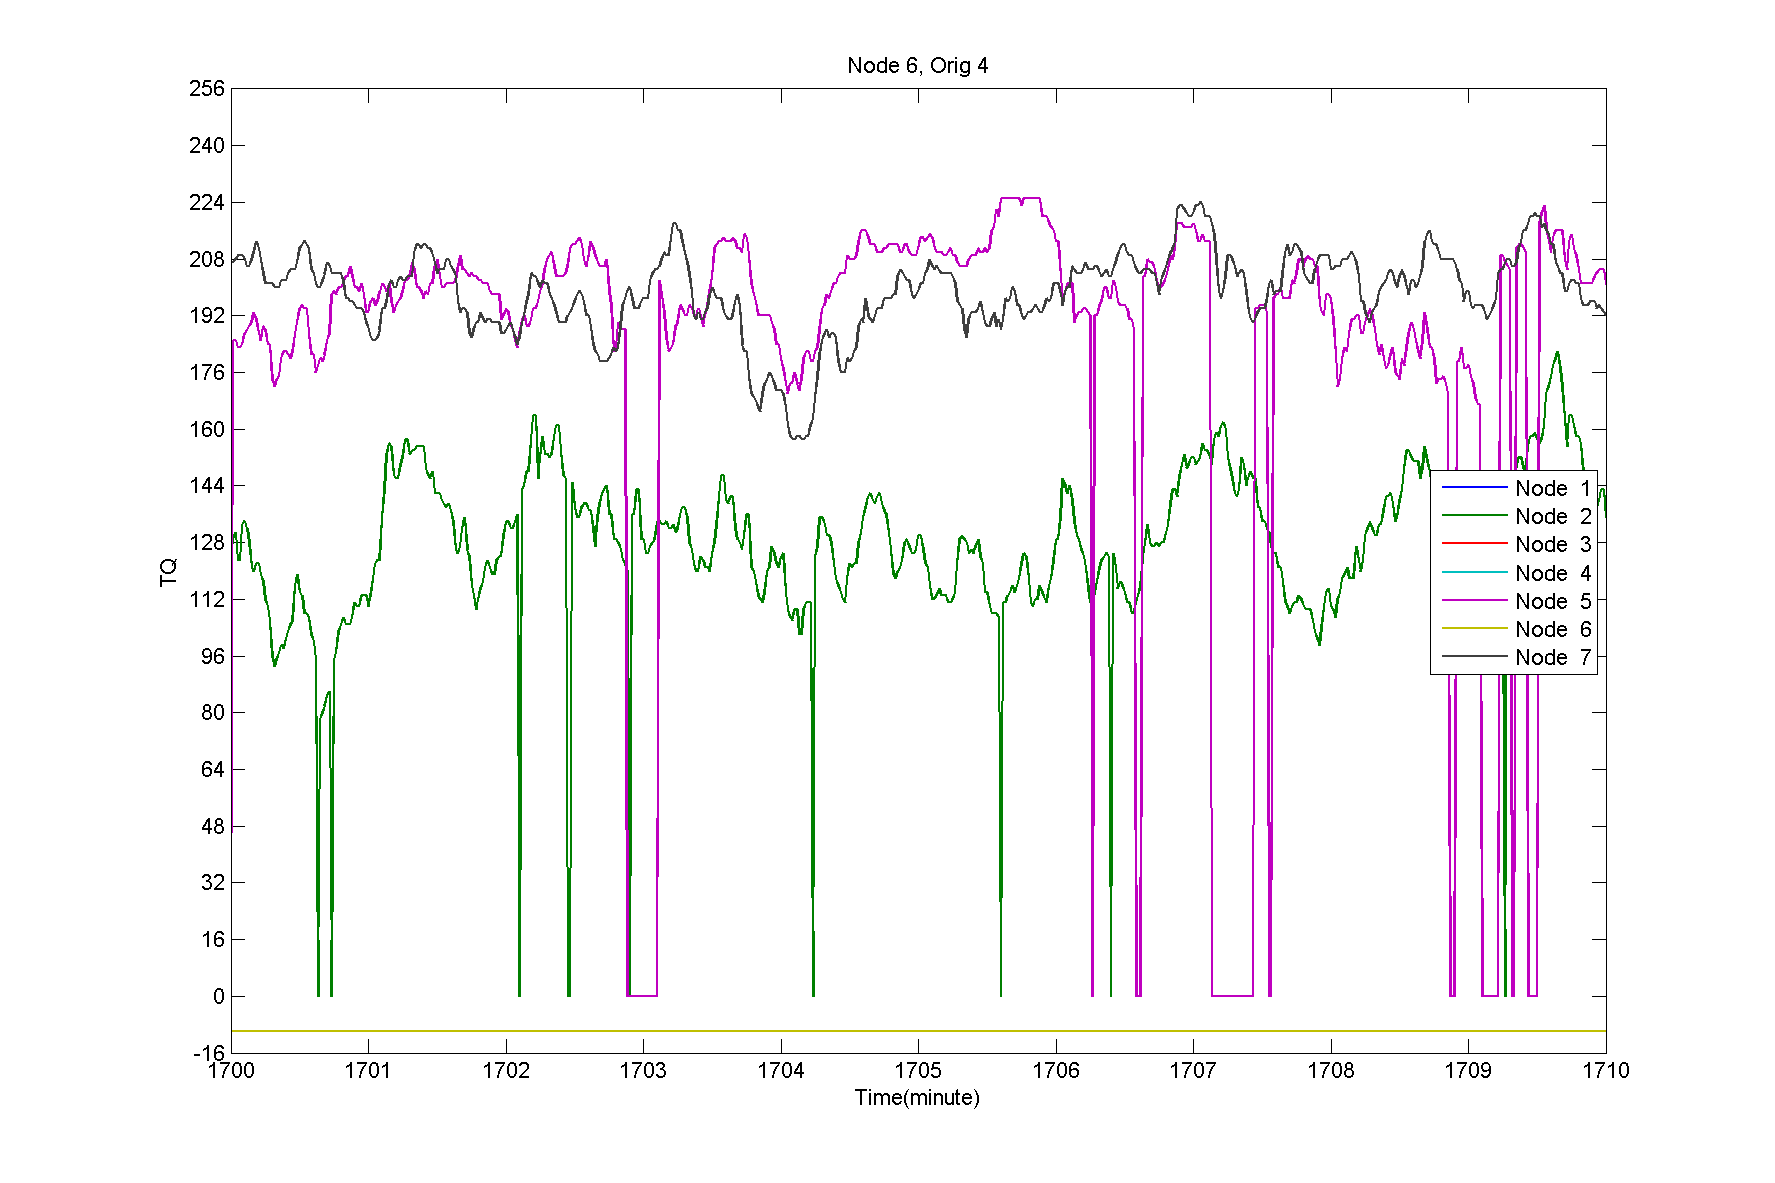 Node 6, Orig 4
256
240
224
208
192
176
160
144
128
112
96
80
64
48
32
16
0
-16
TQ
Node 1
Node 2
Node 3
Node 4
Node 5
Node 6
Node 7
1700 1701 1702 1703 1704 1705 1706 1707 1708 1709 1710
Time(minute)